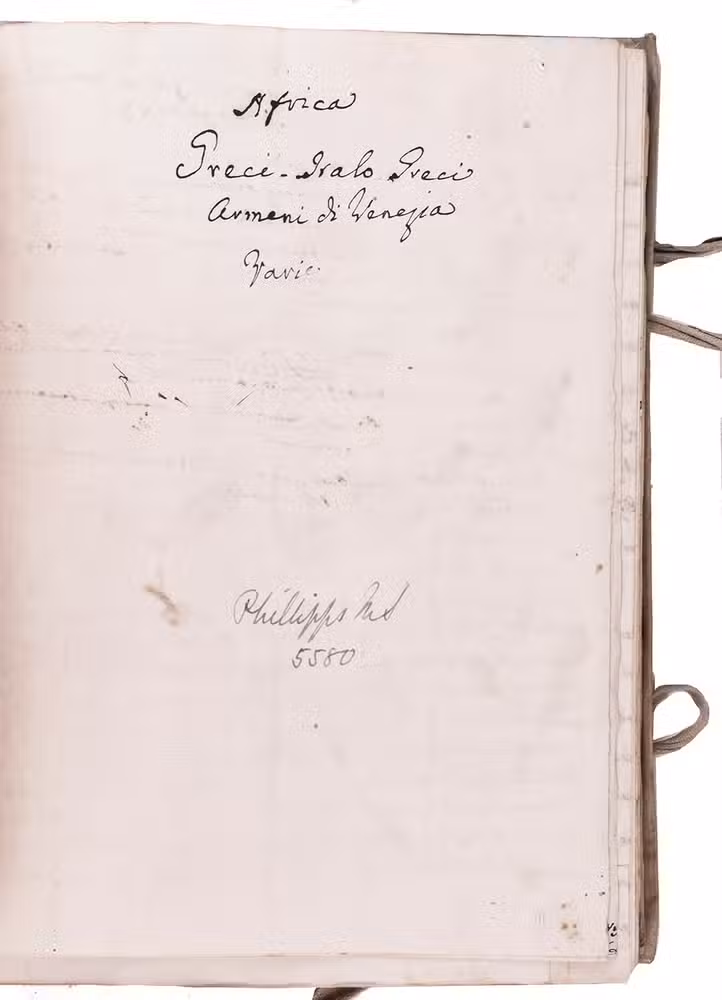 Africa
Greci - Italo Greci
Armeni di Venezia
Varie
Phillipps MS
5580